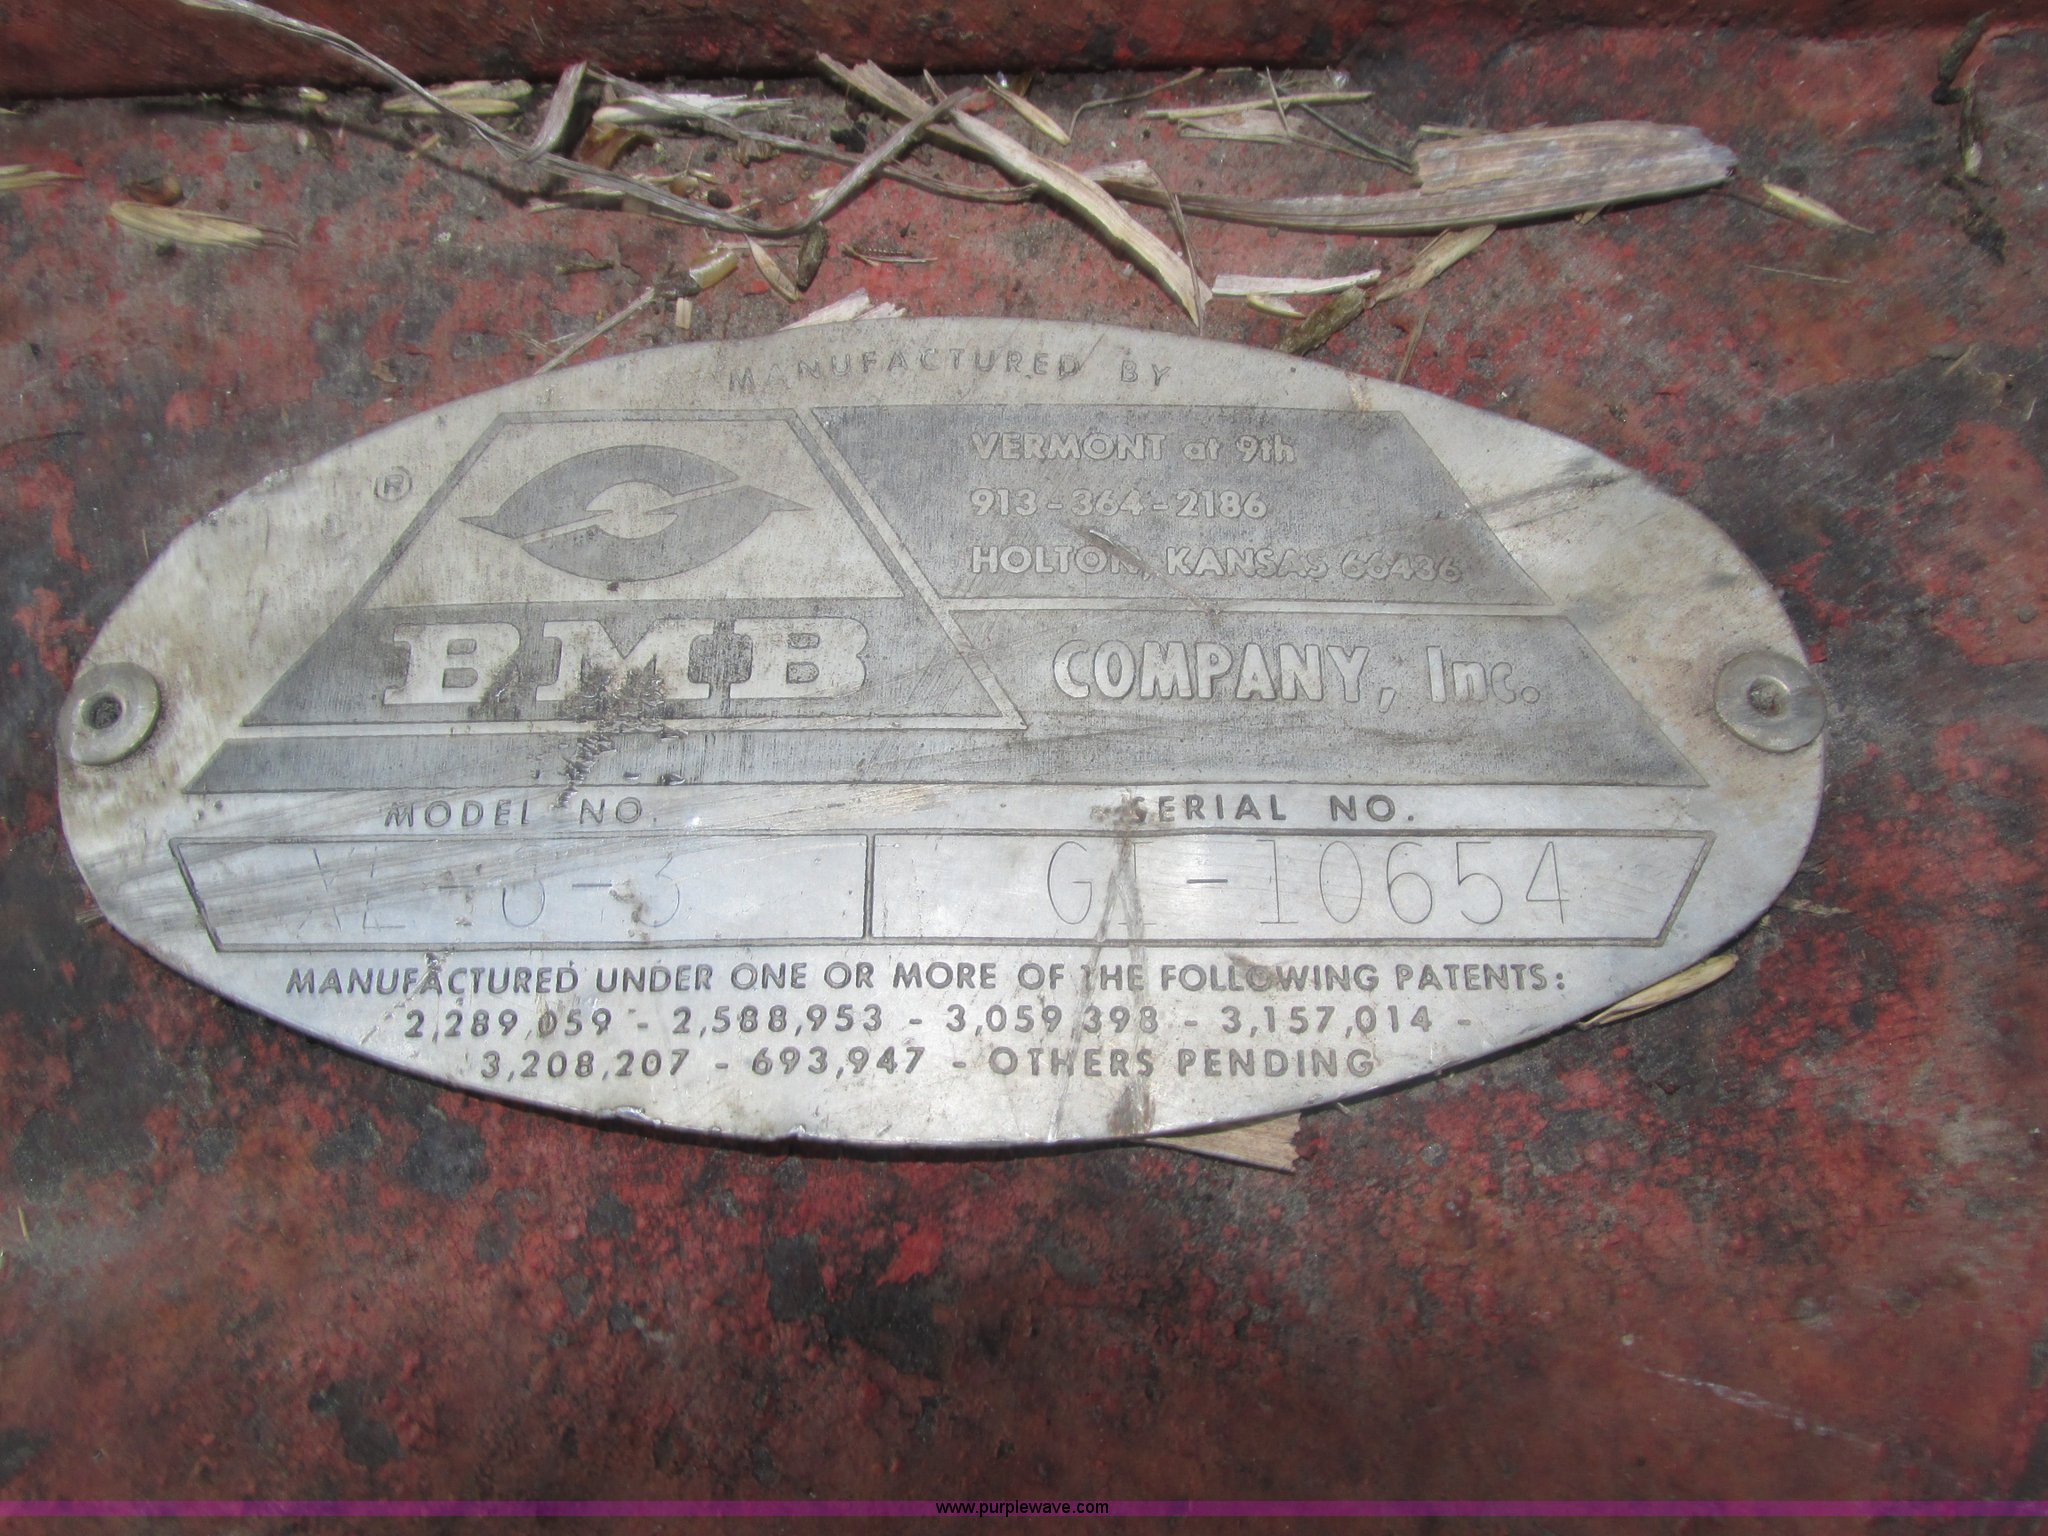 MANUFACTURED BY
®
VERMONT at 9th
913-364-2186
HOLTON, KANSAS 66436
BMB
COMPANY, Inc.
MODEL NO.
SERIAL NO.
-10654
MANUFACTURED UNDER ONE OR MORE OF THE FOLLOWING PATENTS:
2,289,059 - 2,588,953 - 3,059,398 - 3,157,014 -
3,208,207 - 693,947 - OTHERS PENDING
www.purplewave.com